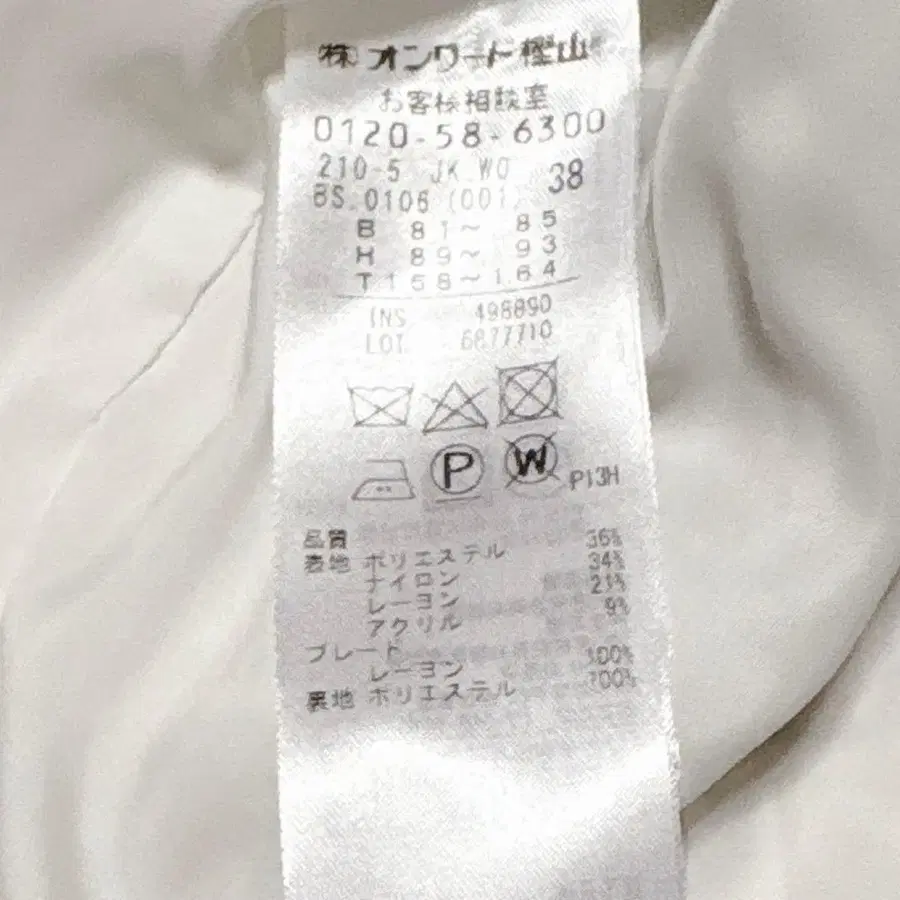 株 オンワード樫山
お客様相談室
0120-58-6300
210-5 JK WO 38
BS.0106 (001)
B 81～ 85
H 89～ 93
T158～164
INS 498890
LOT 6877710
P W P13H
品質
表地 ポリエステル 36%
ナイロン 34%
レーヨン 21%
アクリル 9%
ブレード
レーヨン 100%
裏地 ポリエステル 100%